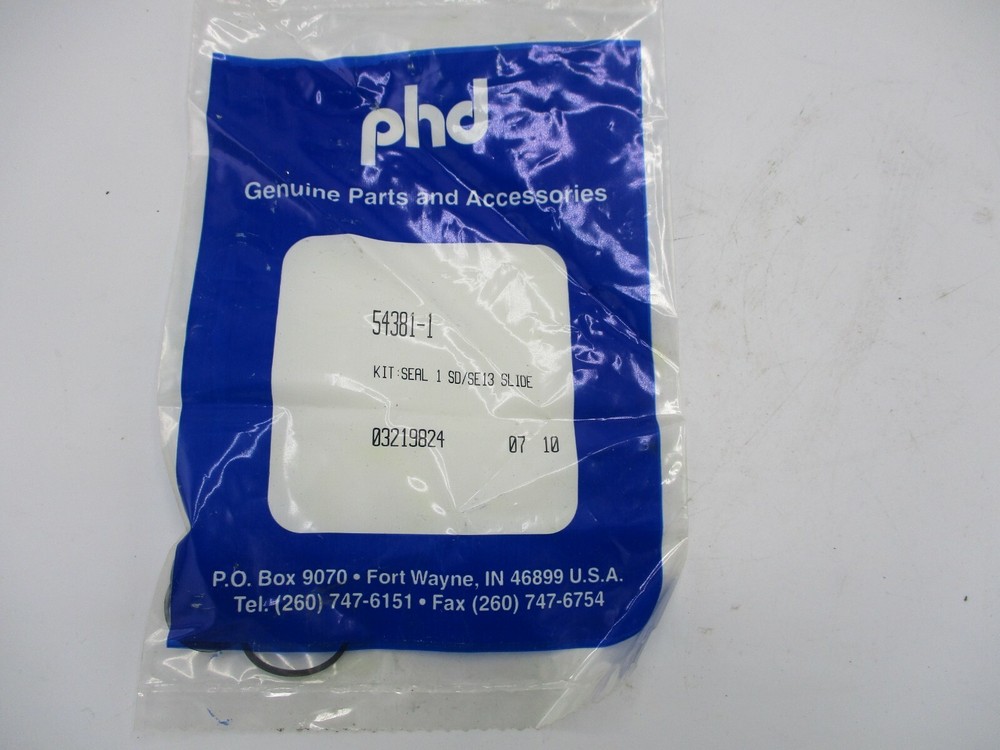 phd
Genuine Parts and Accessories
54381-1
KIT:SEAL 1 SD/SE13 SLIDE
03219824 07 10
P.O. Box 9070 • Fort Wayne, IN 46899 U.S.A.
Tel. (260) 747-6151 • Fax (260) 747-6754